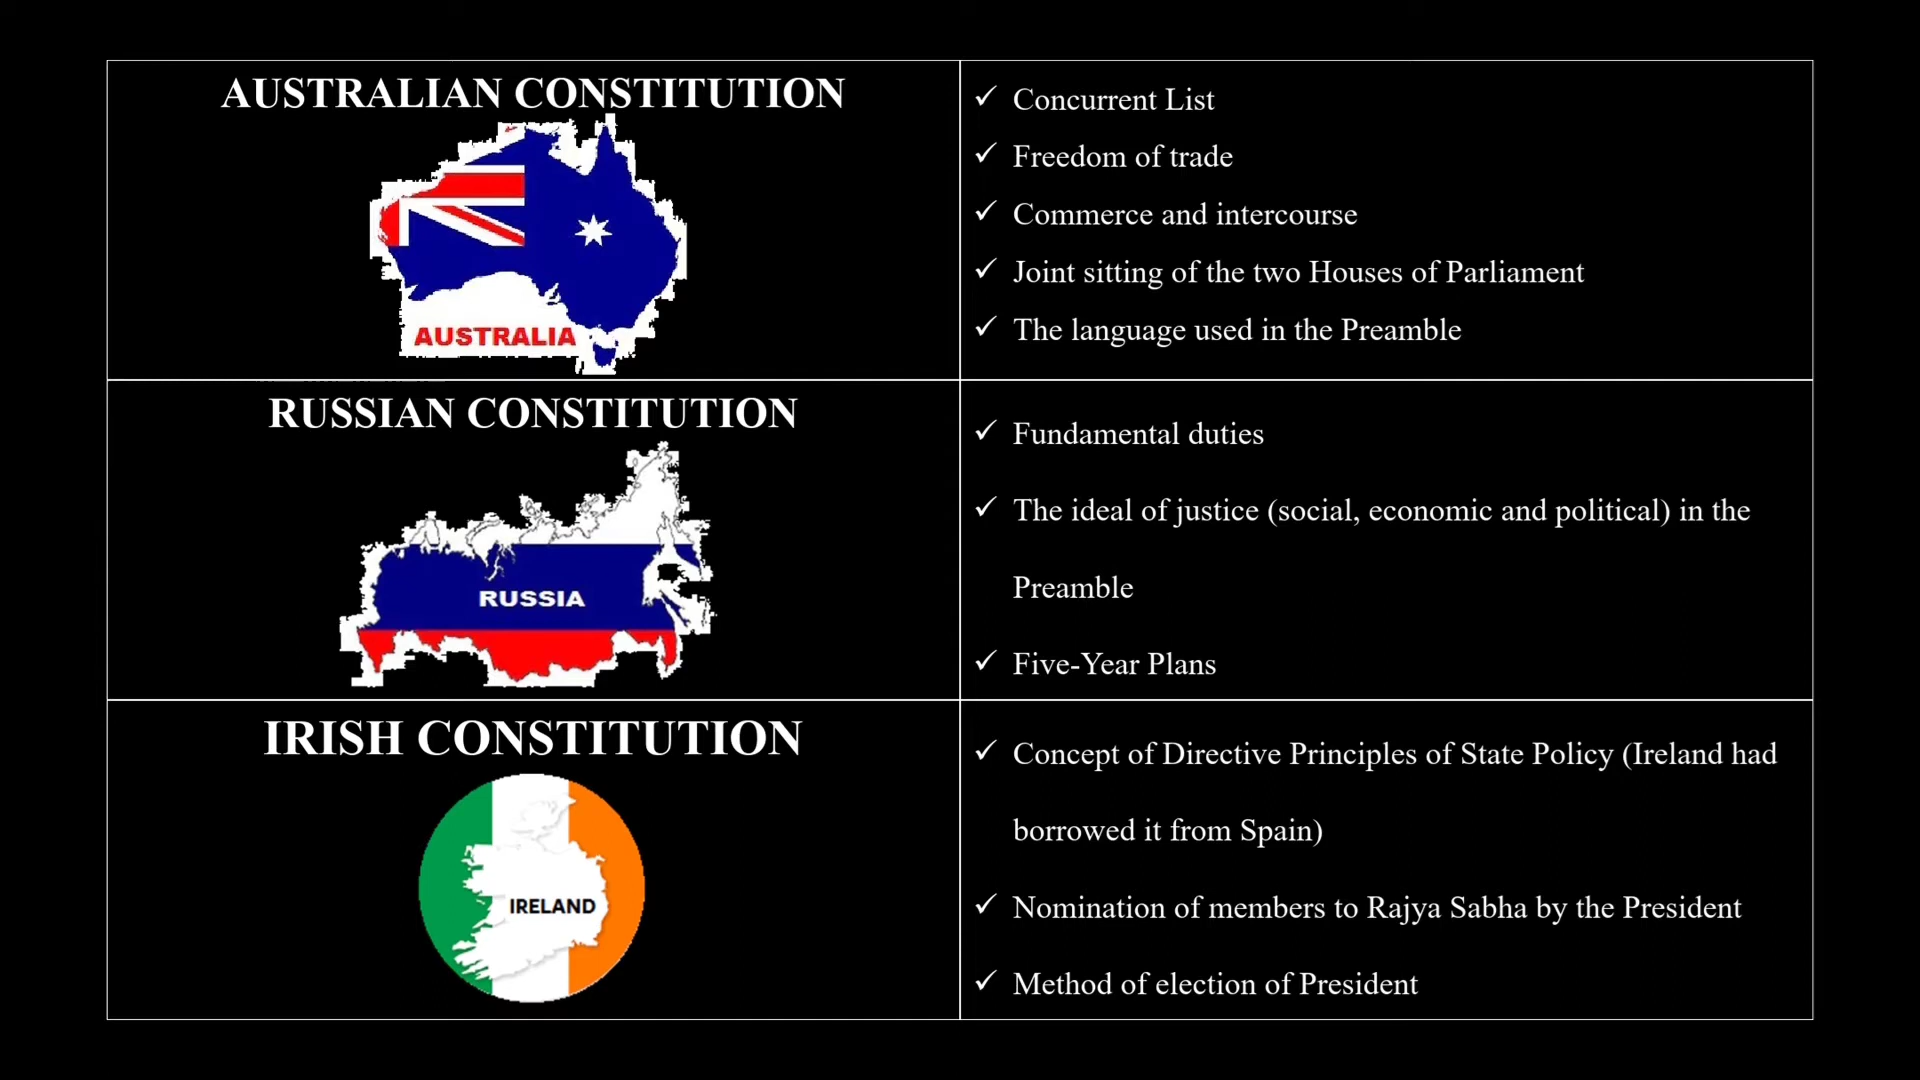 AUSTRALIAN CONSTITUTION
AUSTRALIA
✓ Concurrent List
✓ Freedom of trade
✓ Commerce and intercourse
✓ Joint sitting of the two Houses of Parliament
✓ The language used in the Preamble
RUSSIAN CONSTITUTION
RUSSIA
✓ Fundamental duties
✓ The ideal of justice (social, economic and political) in the
Preamble
✓ Five-Year Plans
IRISH CONSTITUTION
IRELAND
✓ Concept of Directive Principles of State Policy (Ireland had
borrowed it from Spain)
✓ Nomination of members to Rajya Sabha by the President
✓ Method of election of President